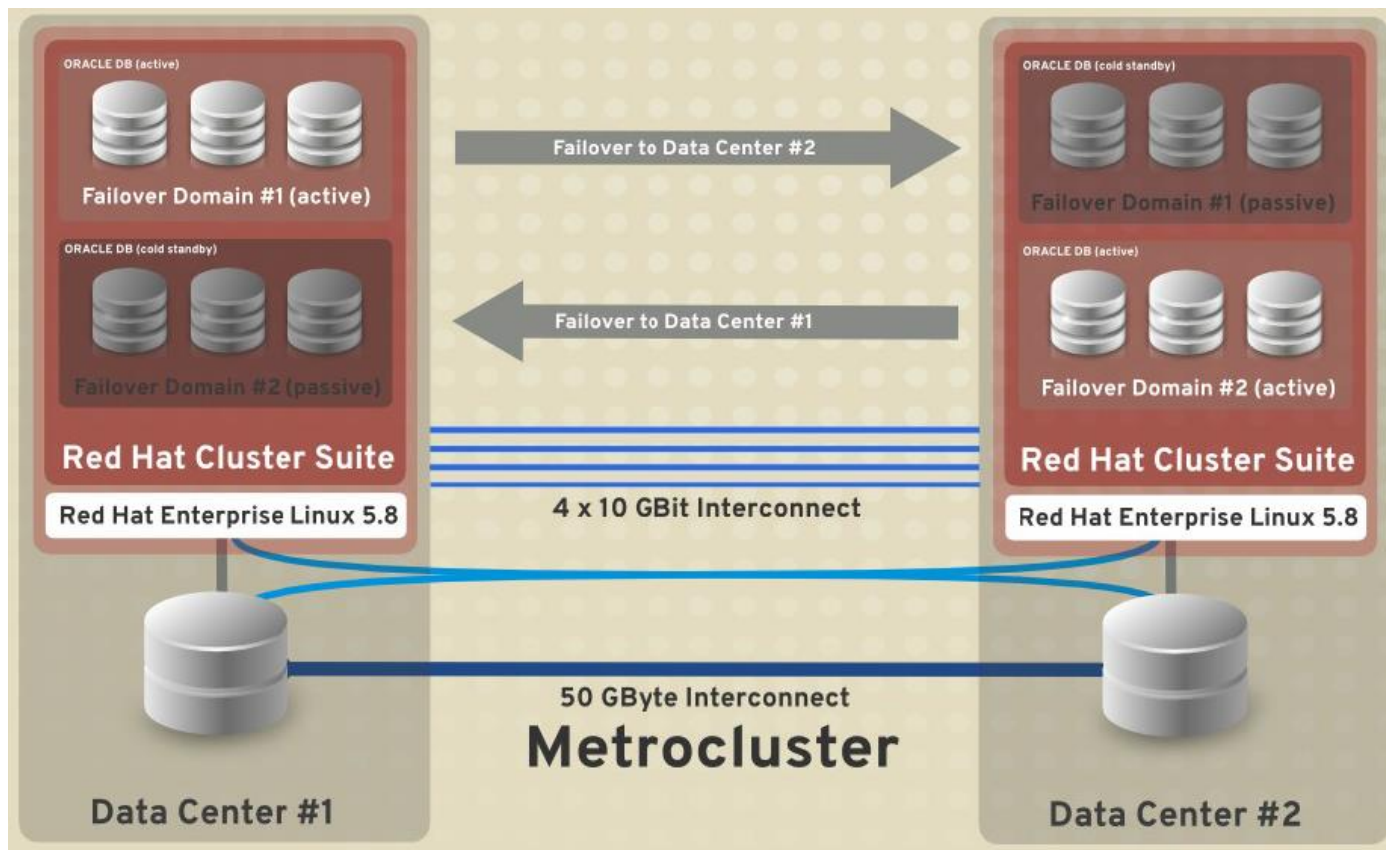 ORACLE DB (active)
Failover Domain #1 (active)
ORACLE DB (cold standby)
Failover Domain #2 (passive)
Red Hat Cluster Suite
Red Hat Enterprise Linux 5.8
Data Center #1
Failover to Data Center #2
Failover to Data Center #1
4 x 10 GBit Interconnect
50 GByte Interconnect
Metrocluster
ORACLE DB (cold standby)
Failover Domain #1 (passive)
ORACLE DB (active)
Failover Domain #2 (active)
Red Hat Cluster Suite
Red Hat Enterprise Linux 5.8
Data Center #2